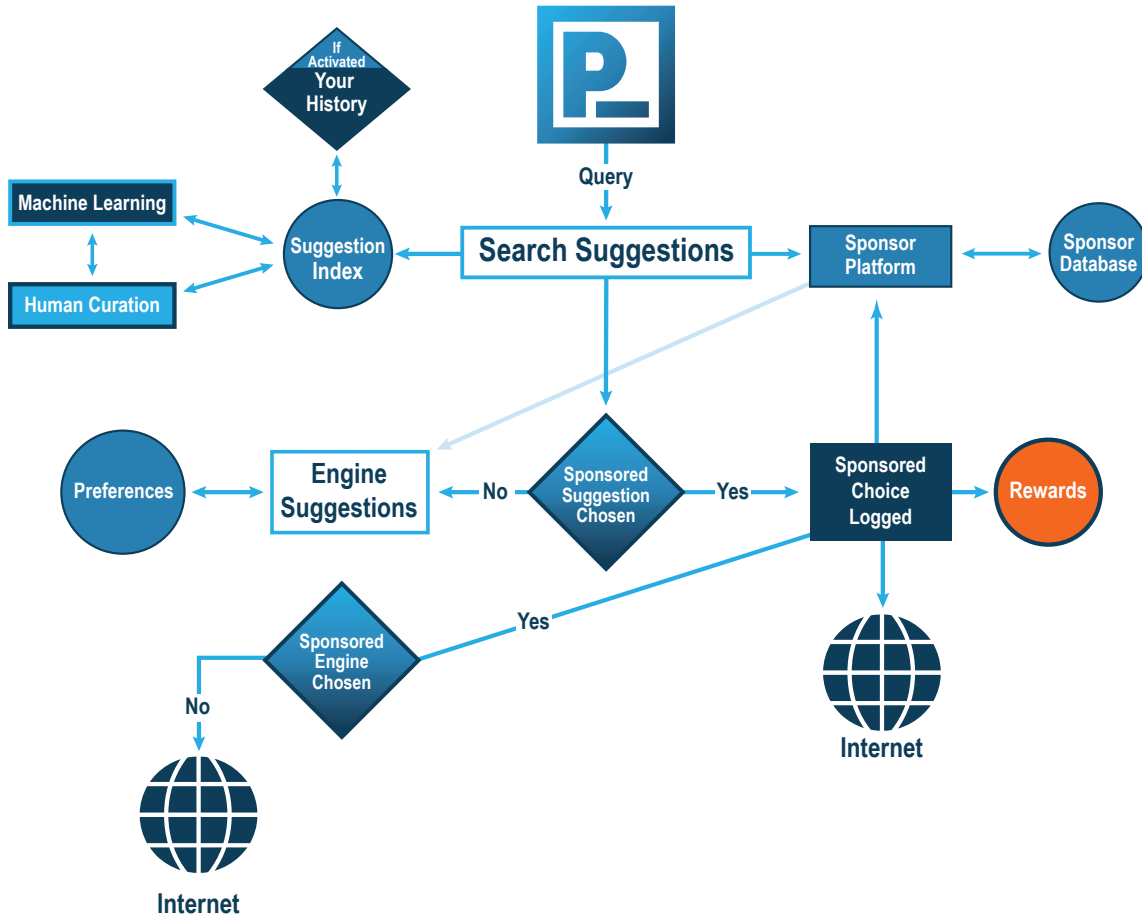 If
Activated
Your
History
P
Query
Machine Learning
Suggestion
Index
Search Suggestions
Sponsor
Platform
Sponsor
Database
Human Curation
Preferences
Engine
Suggestions
No
Sponsored
Suggestion
Chosen
Yes
Sponsored
Choice
Logged
Rewards
Sponsored
Engine
Chosen
Yes
No
Internet
Internet